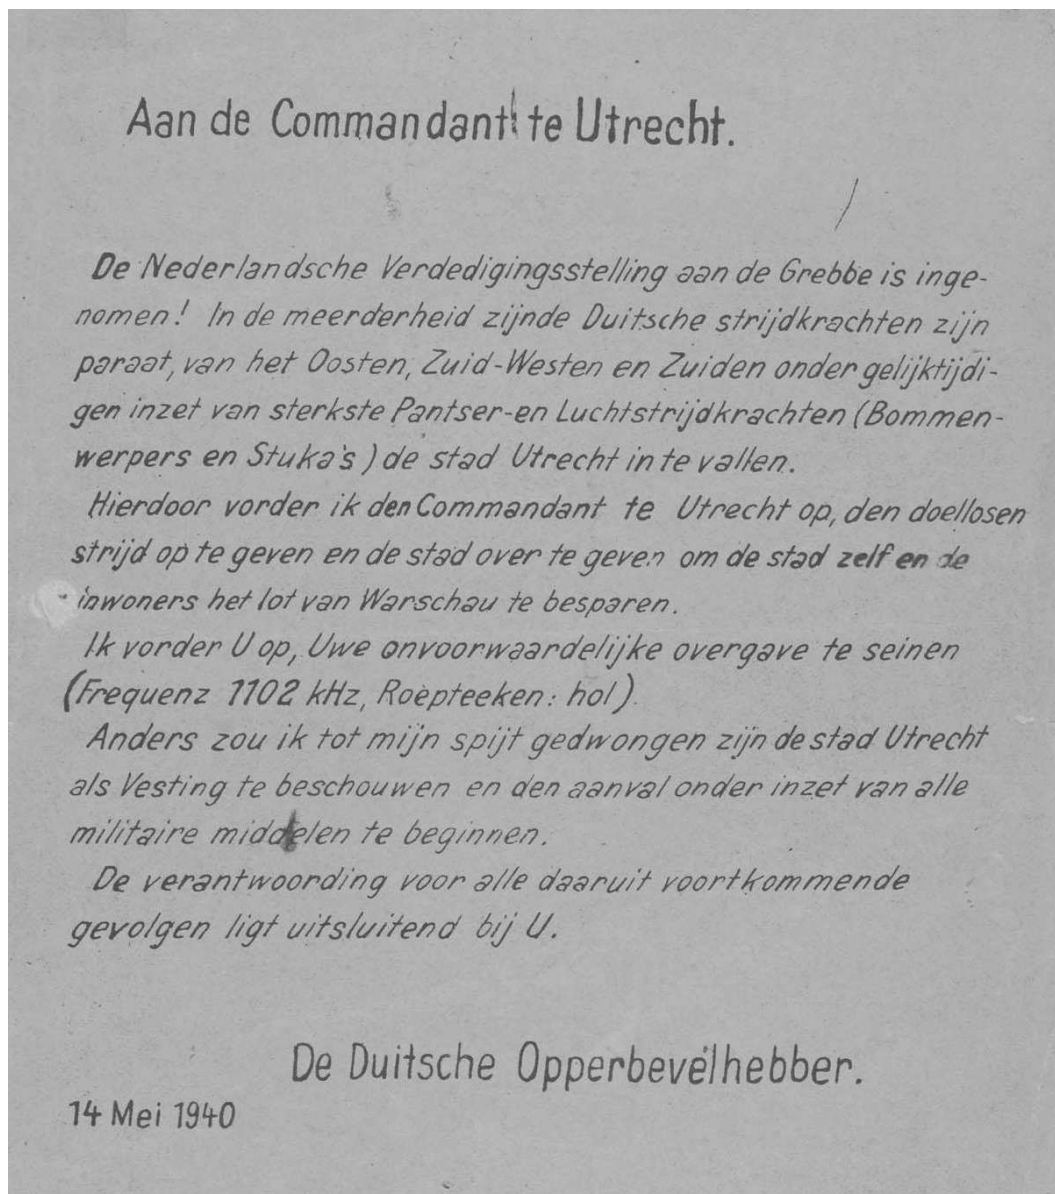 Aan de Commandant te Utrecht.
De Nederlandsche Verdedigingsstelling aan de Grebbe is inge-
nomen! In de meerderheid zijnde Duitsche strijdkrachten zijn
paraat, van het Oosten, Zuid-Westen en Zuiden onder gelijktijdi-
gen inzet van sterkste Pantser-en Luchtstrijdkrachten (Bommen-
werpers en Stuka's) de stad Utrecht in te vallen.
Hierdoor vorder ik den Commandant te Utrecht op, den doellosen
strijd op te geven en de stad over te geven om de stad zelf en de
inwoners het lot van Warschau te besparen.
Ik vorder U op, Uwe onvoorwaardelijke overgave te seinen
(Frequenz 1102 kHz, Roepteeken: hol).
Anders zou ik tot mijn spijt gedwongen zijn de stad Utrecht
als Vesting te beschouwen en den aanval onder inzet van alle
militaire middelen te beginnen.
De verantwoording voor alle daaruit voortkommende
gevolgen ligt uitsluitend bij U.
De Duitsche Opperbevelhebber.
14 Mei 1940